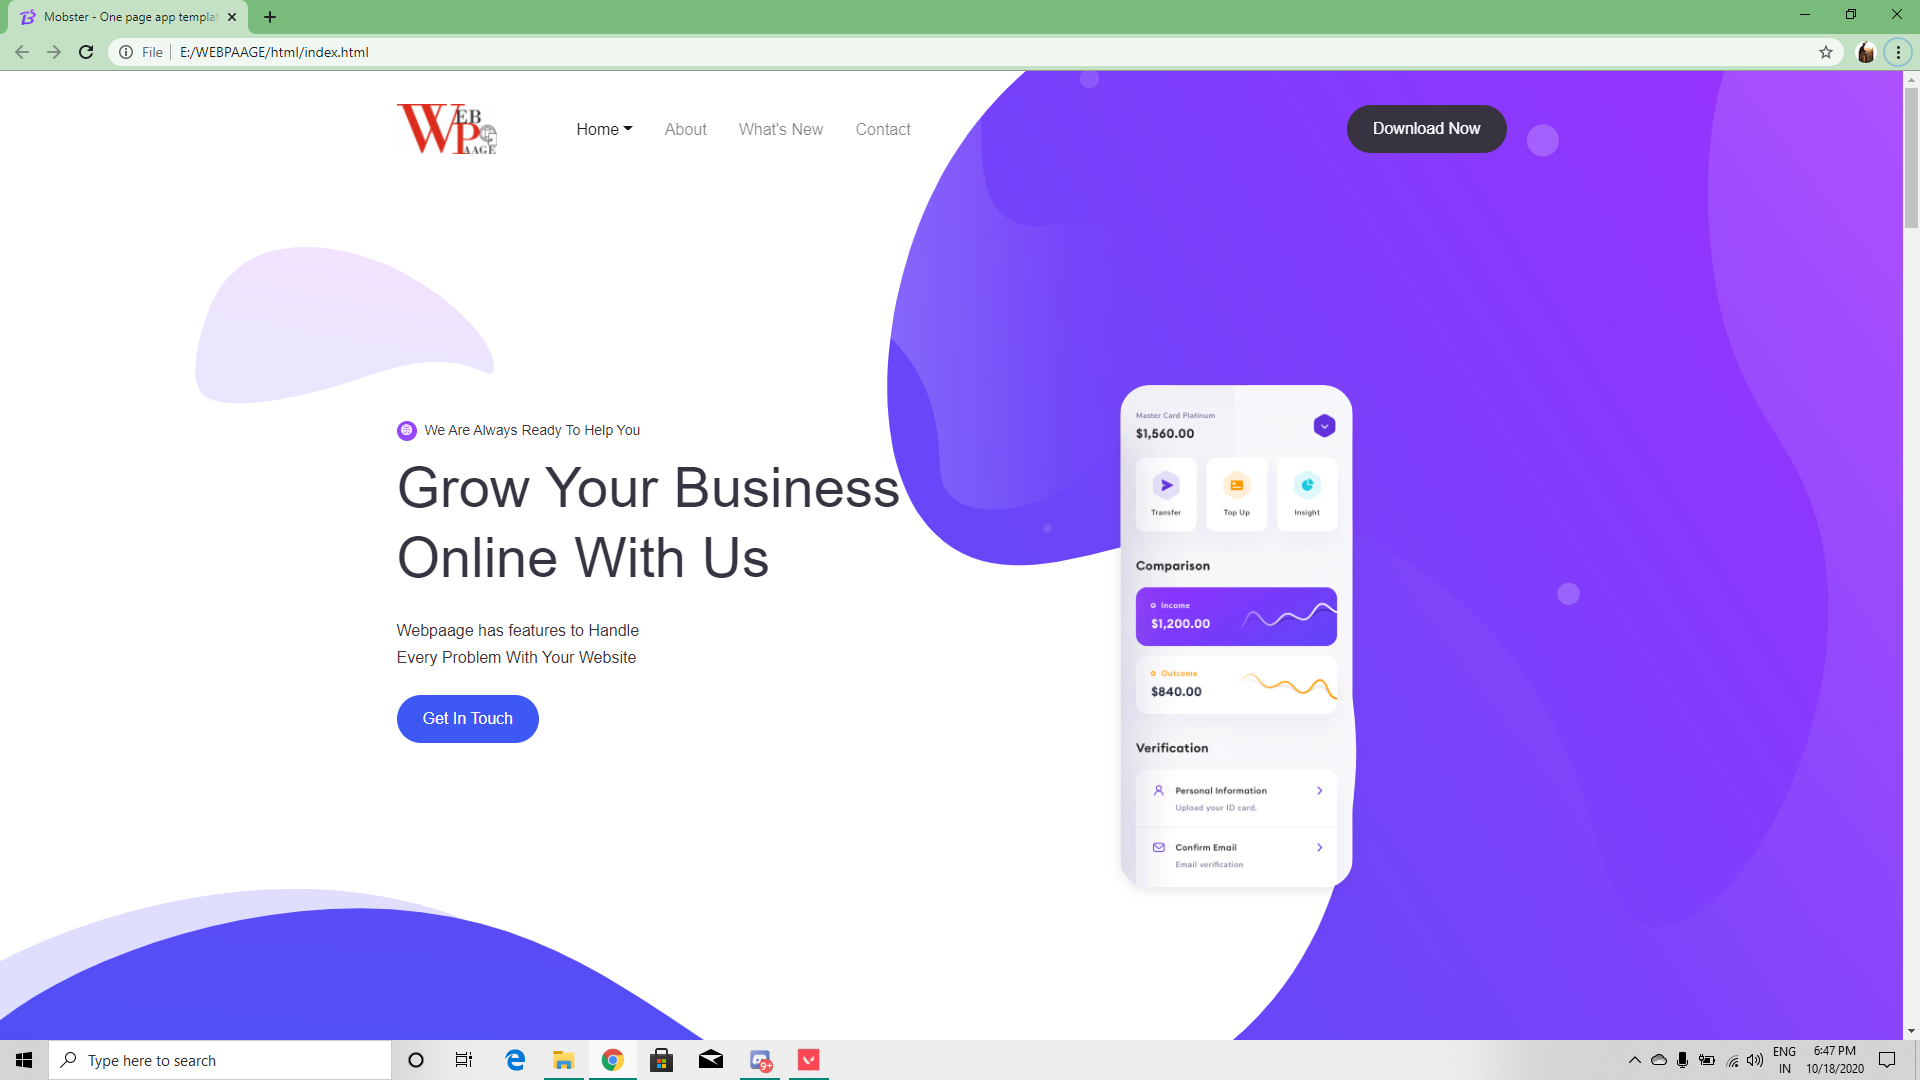 Mobster - One page app templat
File
E:/WEBPAAGE/html/index.html
WEB PAAGE
Home
About
What's New
Contact
Download Now
We Are Always Ready To Help You
Grow Your Business
Online With Us
Webpaage has features to Handle
Every Problem With Your Website
Get In Touch
Master Card Platinum
$1,560.00
Transfer
Top Up
Insight
Comparison
Income
$1,200.00
Outcome
$840.00
Verification
Personal Information
Upload your ID card.
Confirm Email
Email verification
Type here to search
9+
ENG
IN
6:47 PM
10/18/2020